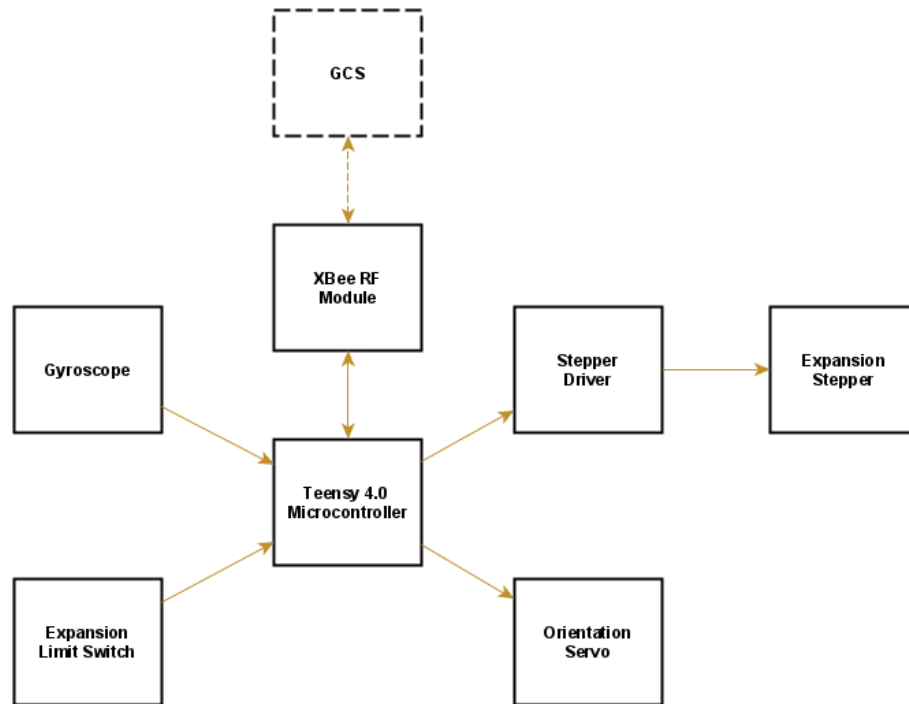 GCS
XBee RF
Module
Gyroscope
Stepper
Driver
Expansion
Stepper
Teensy 4.0
Microcontroller
Expansion
Limit Switch
Orientation
Servo